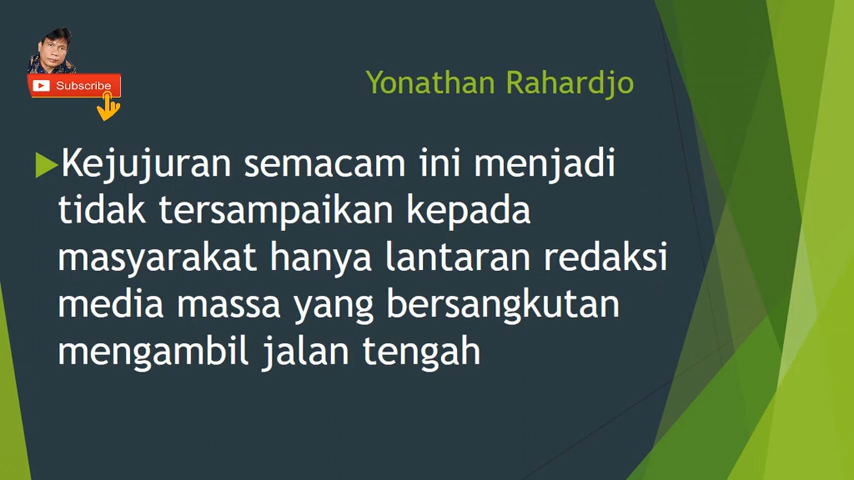 Subscribe
Yonathan Rahardjo
Kejujuran semacam ini menjadi
tidak tersampaikan kepada
masyarakat hanya lantaran redaksi
media massa yang bersangkutan
mengambil jalan tengah